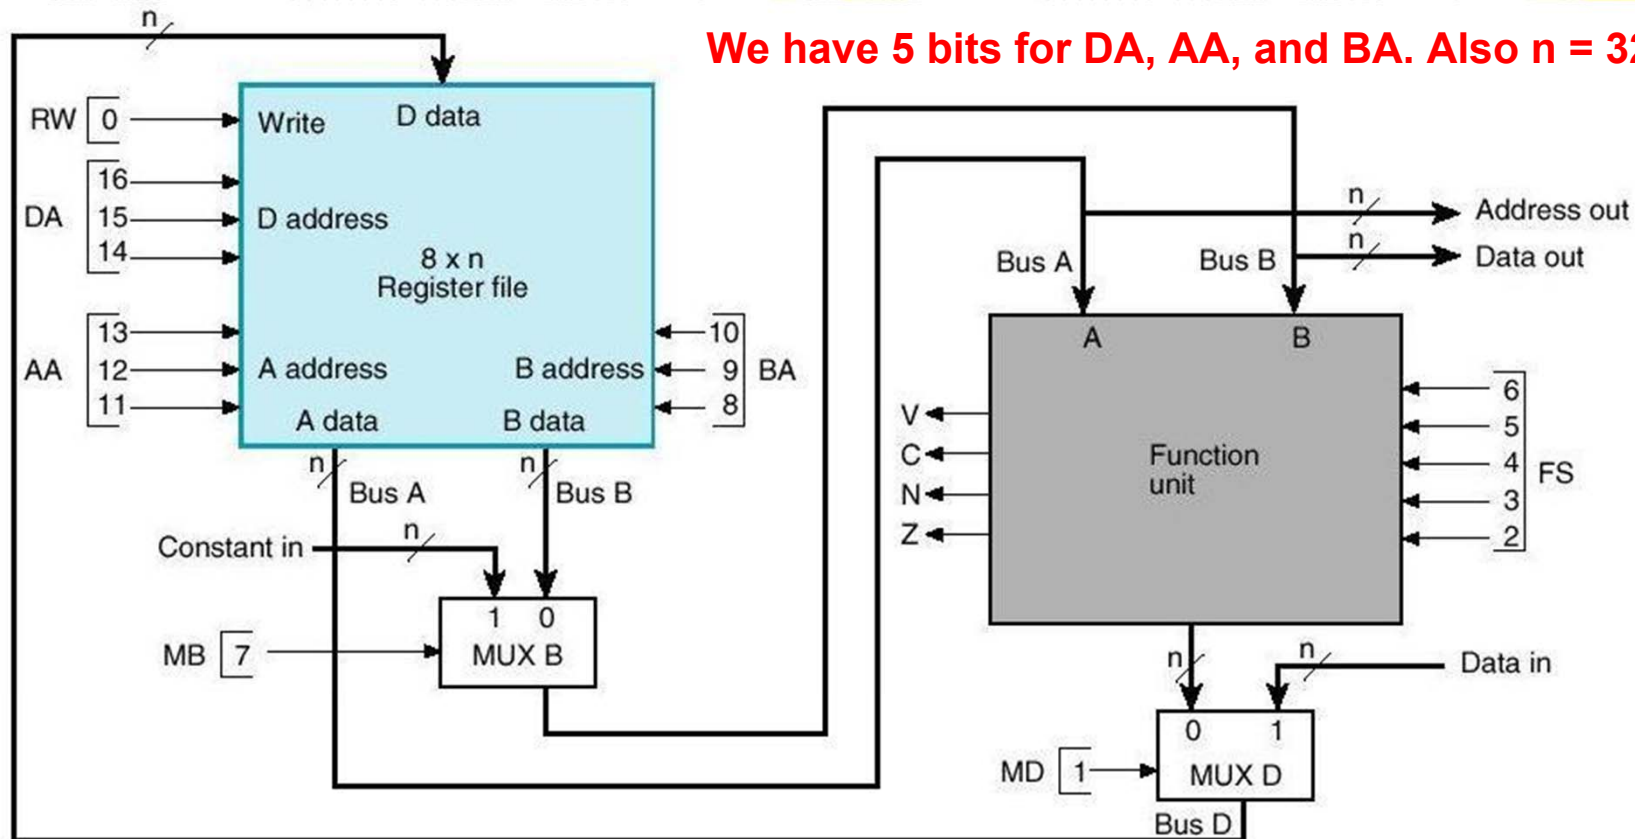 n
We have 5 bits for DA, AA, and BA. Also n = 32
RW 0
Write
D data
16
DA 15
D address
14
8 x n
Register file
n
Address out
n
Data out
Bus A
Bus B
13
AA 12
A address
11
B address
10
9 BA
8
A data
B data
A
B
n
Bus A
n
Bus B
V
C
N
Z
Function
unit
6
5
4
3
2
FS
Constant in
n
1 0
MB 7
MUX B
n
n
Data in
0 1
MD 1
MUX D
Bus D